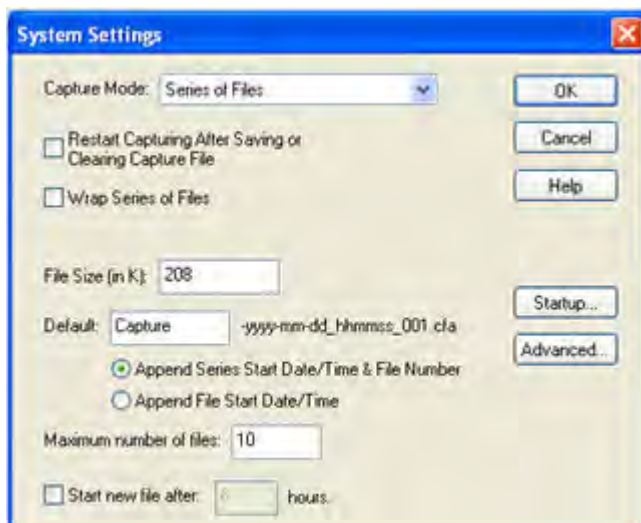 System Settings
Capture Mode: Series of Files
OK
Restart Capturing After Saving or
Clearing Capture File
Cancel
Wrap Series of Files
Help
File Size (in K): 208
Default: Capture -yyyy-mm-dd_hhmmss_001.cfa
Startup...
Append Series Start Date/Time & File Number
Advanced...
Append File Start Date/Time
Maximum number of files: 10
Start new file after: 6 hours.